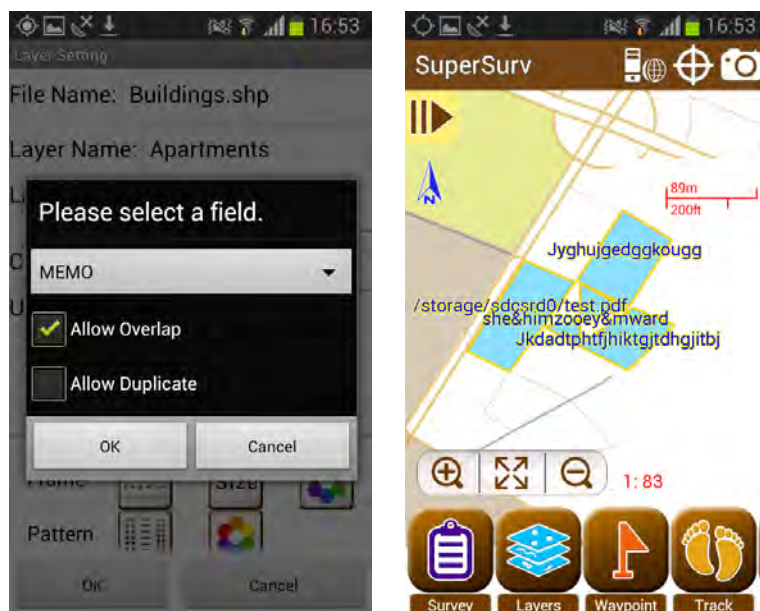 16:53
Layer Setting
File Name: Buildings.shp
Layer Name: Apartments
Please select a field.
MEMO
Allow Overlap
Allow Duplicate
OK
Cancel
Frame
Size
Pattern
OK
Cancel
16:53
SuperSurv
N
89m
200ft
Jyghujgedggkougg
/storage/sdcsrd0/test.pdf
she&himzooey&mward
Jkdadtphtfjhiktgjtdhgjitbj
1:83
Survey
Layers
Waypoint
Track